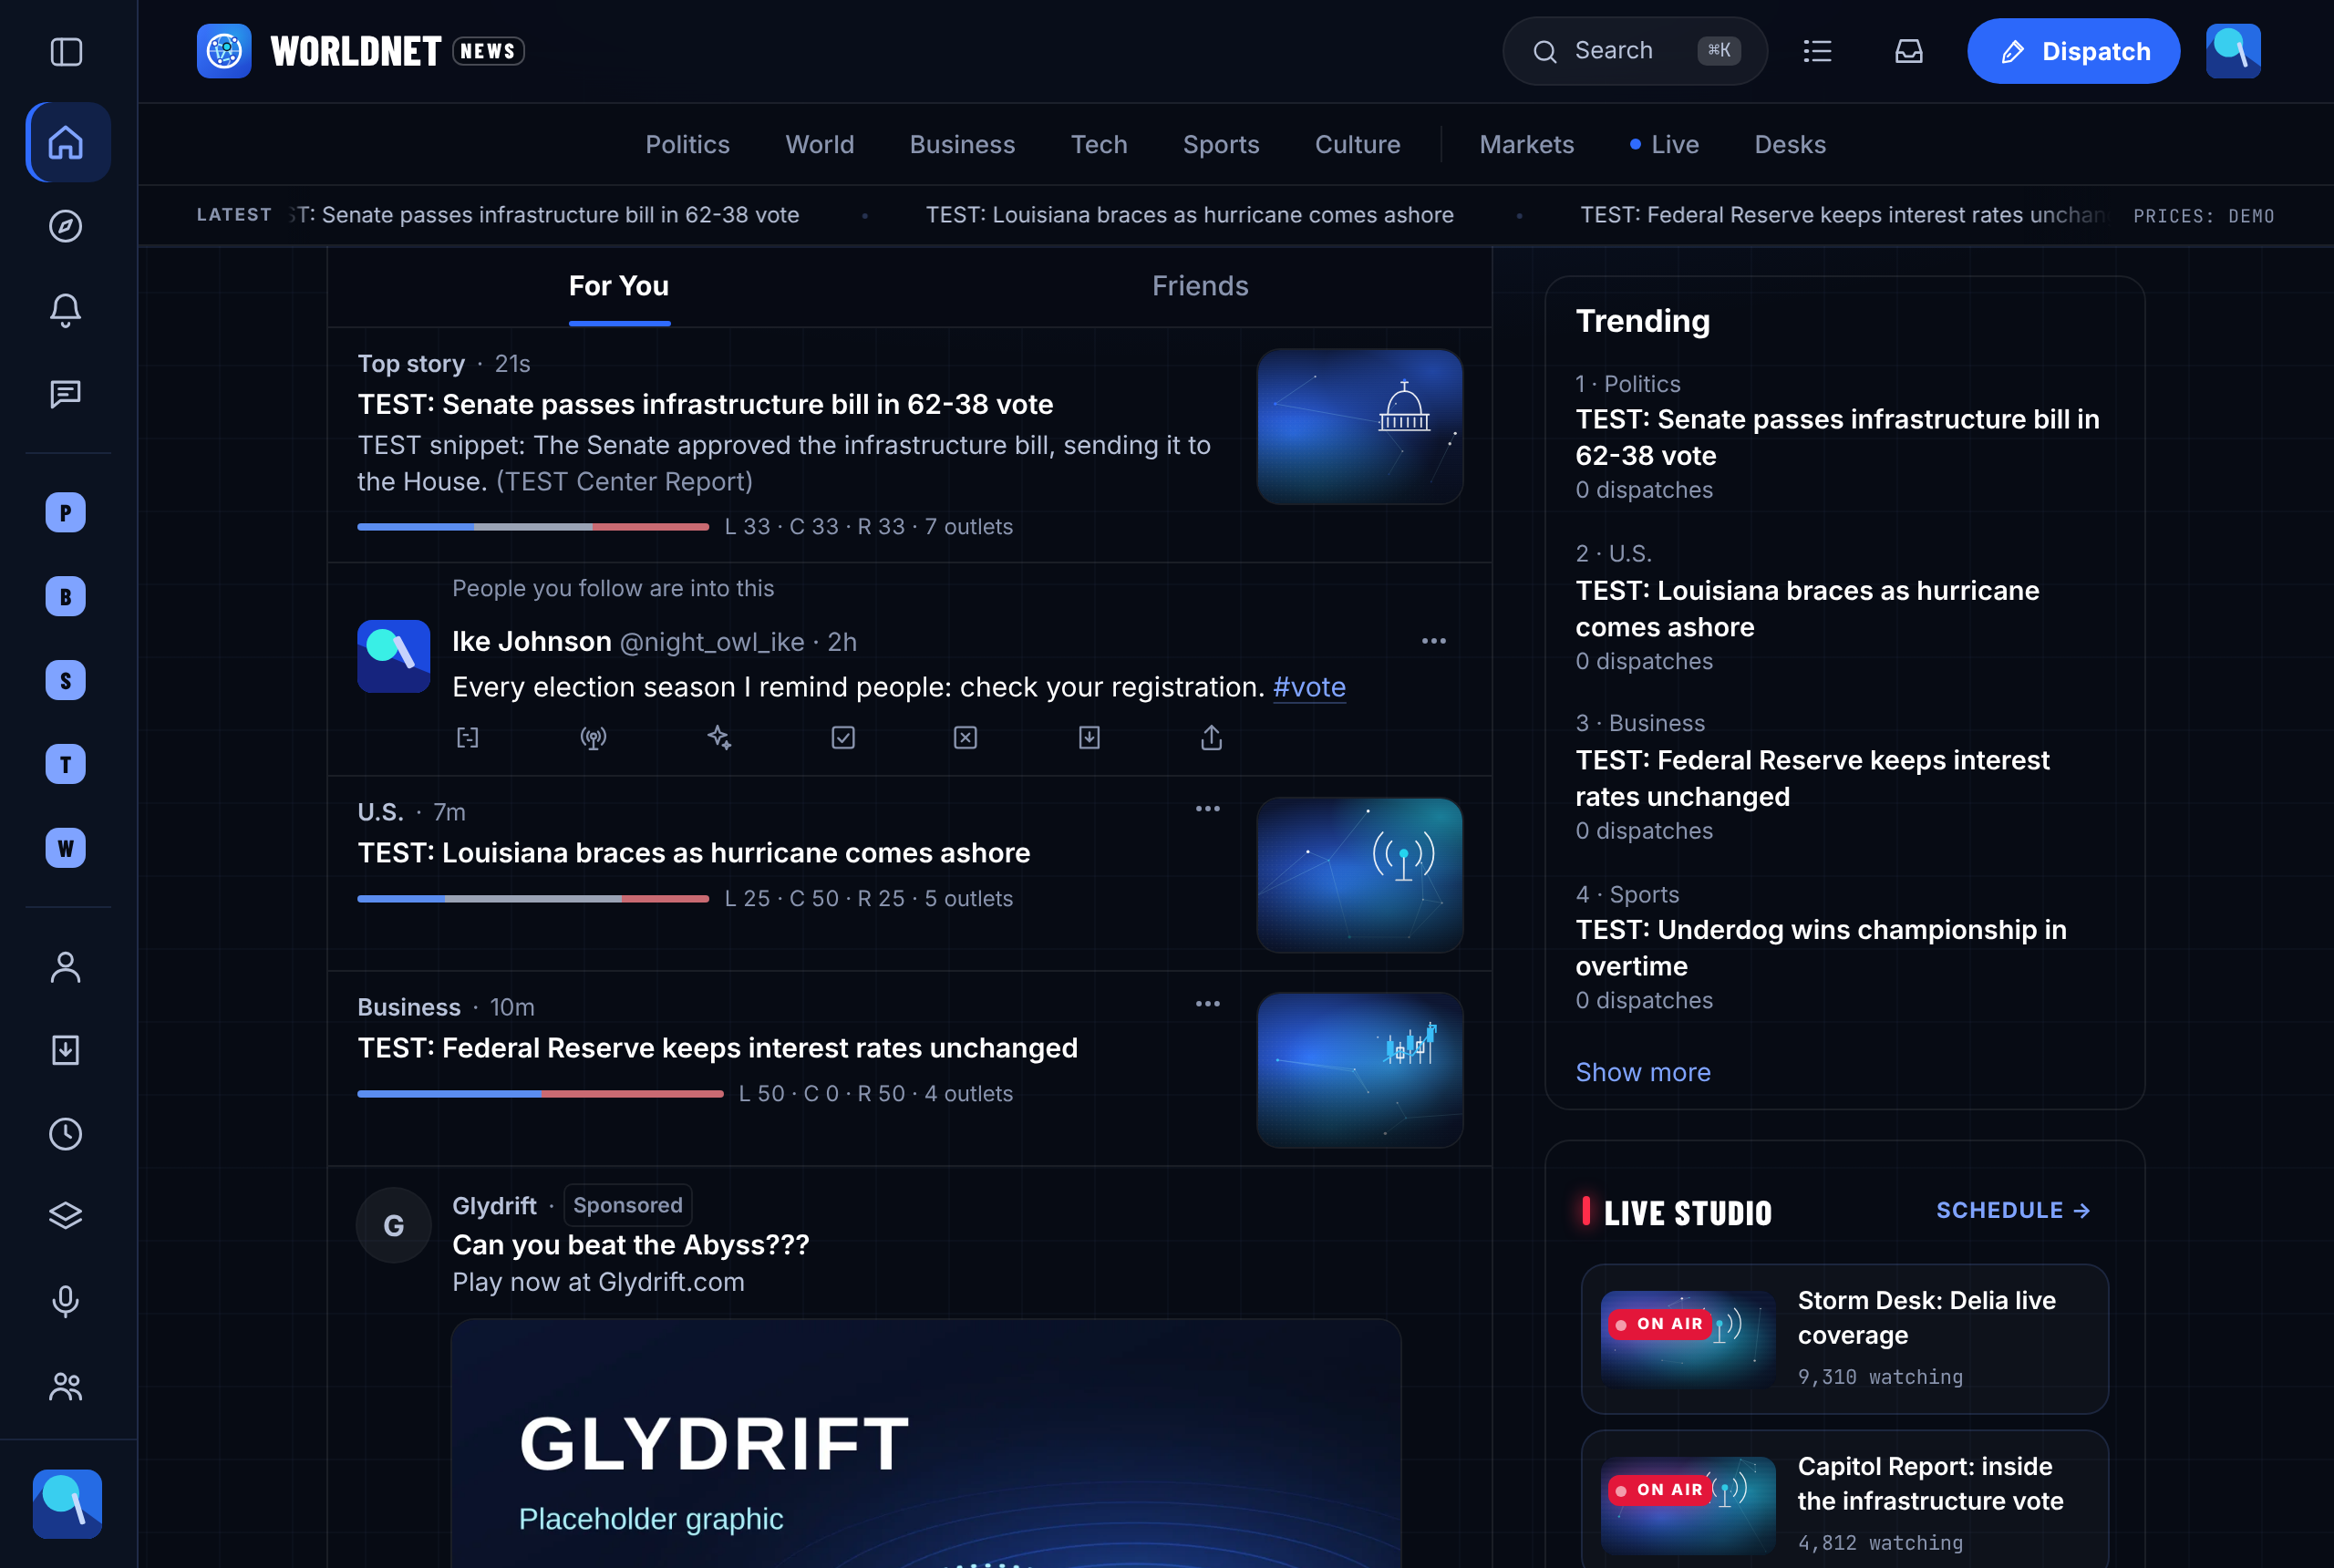 WORLDNET NEWS
Search ⌘K
Dispatch
Politics World Business Tech Sports Culture Markets Live Desks
LATEST
T: Senate passes infrastructure bill in 62-38 vote • TEST: Louisiana braces as hurricane comes ashore • TEST: Federal Reserve keeps interest rates unchan
PRICES: DEMO
P
B
S
T
W
For You Friends
Top story · 21s
TEST: Senate passes infrastructure bill in 62-38 vote
TEST snippet: The Senate approved the infrastructure bill, sending it to
the House. (TEST Center Report)
L 33 · C 33 · R 33 · 7 outlets
People you follow are into this
Ike Johnson @night_owl_ike · 2h
Every election season I remind people: check your registration. #vote
U.S. · 7m
TEST: Louisiana braces as hurricane comes ashore
L 25 · C 50 · R 25 · 5 outlets
Business · 10m
TEST: Federal Reserve keeps interest rates unchanged
L 50 · C 0 · R 50 · 4 outlets
G
Glydrift · Sponsored
Can you beat the Abyss???
Play now at Glydrift.com
GLYDRIFT
Placeholder graphic
Trending
1 · Politics
TEST: Senate passes infrastructure bill in
62-38 vote
0 dispatches
2 · U.S.
TEST: Louisiana braces as hurricane
comes ashore
0 dispatches
3 · Business
TEST: Federal Reserve keeps interest
rates unchanged
0 dispatches
4 · Sports
TEST: Underdog wins championship in
overtime
0 dispatches
Show more
LIVE STUDIO
SCHEDULE →
ON AIR
Storm Desk: Delia live
coverage
9,310 watching
ON AIR
Capitol Report: inside
the infrastructure vote
4,812 watching